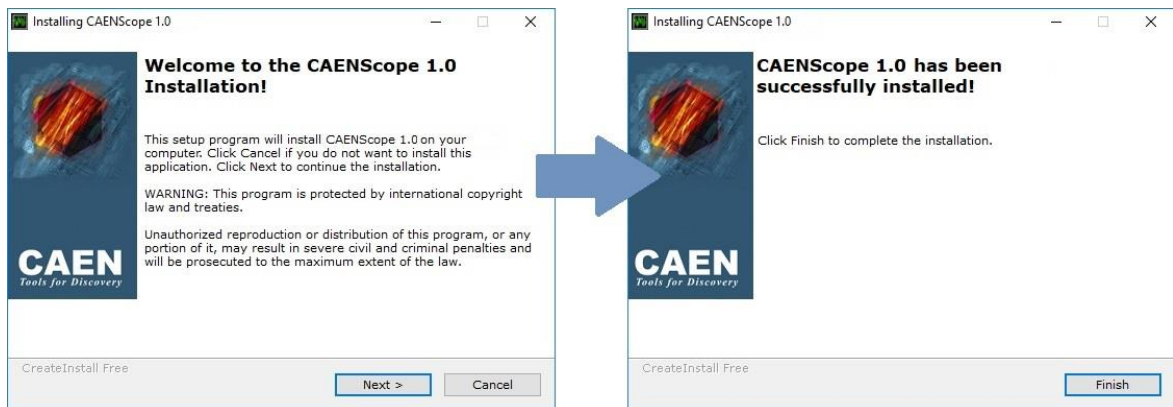 Installing CAENScope 1.0
Welcome to the CAENScope 1.0
Installation!
This setup program will install CAENScope 1.0 on your
computer. Click Cancel if you do not want to install this
application. Click Next to continue the installation.
WARNING: This program is protected by international copyright
law and treaties.
Unauthorized reproduction or distribution of this program, or any
portion of it, may result in severe civil and criminal penalties and
will be prosecuted to the maximum extent of the law.
CAEN
Tools for Discovery
CreateInstall Free
Next >
Cancel
Installing CAENScope 1.0
CAENScope 1.0 has been
successfully installed!
Click Finish to complete the installation.
CAEN
Tools for Discovery
CreateInstall Free
Finish